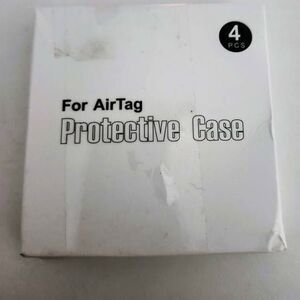 4
PCS
For AirTag
Protective Case